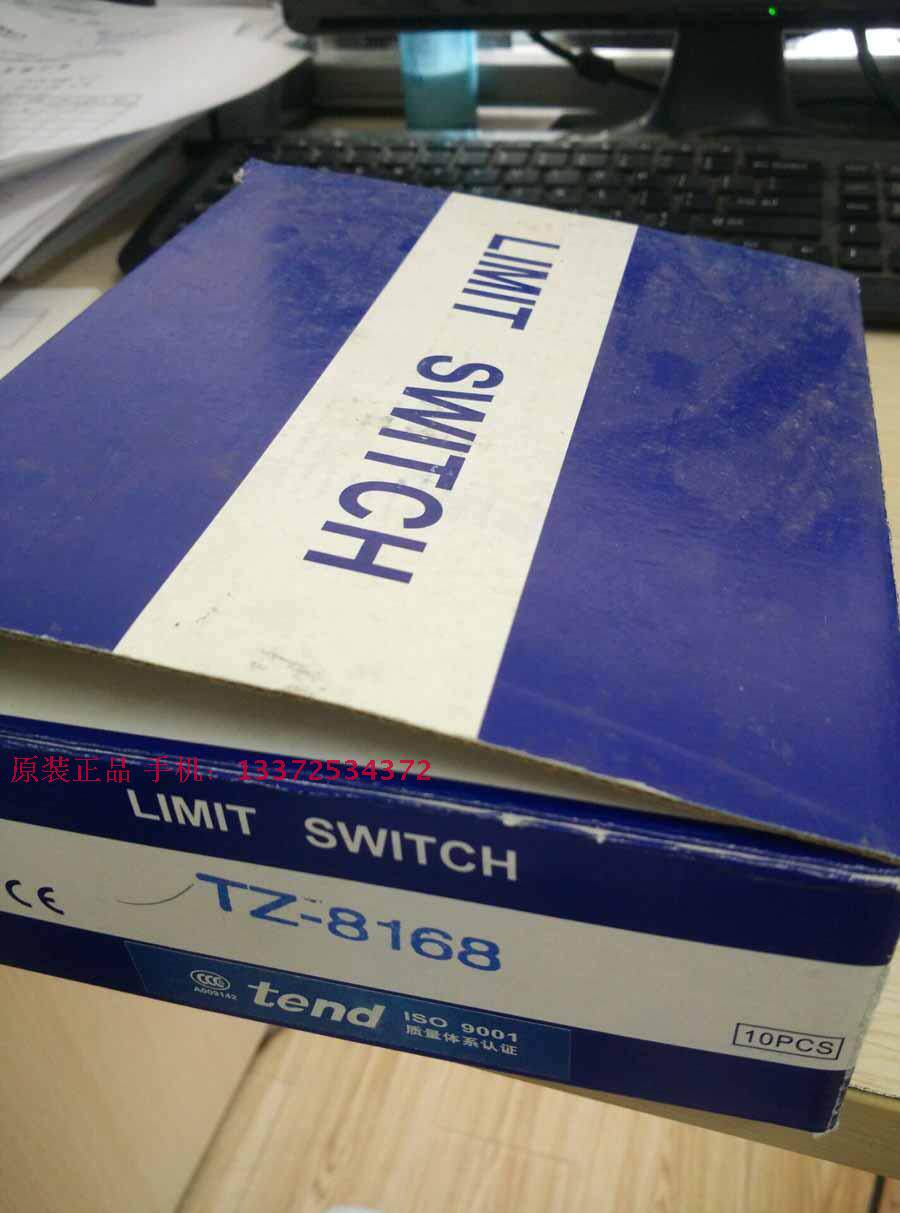 LIMIT SWITCH
原装正品 手机：13372534372
LIMIT SWITCH
CE
TZ-8168
CCC
A009142
tend
ISO 9001
质量体系认证
10PCS